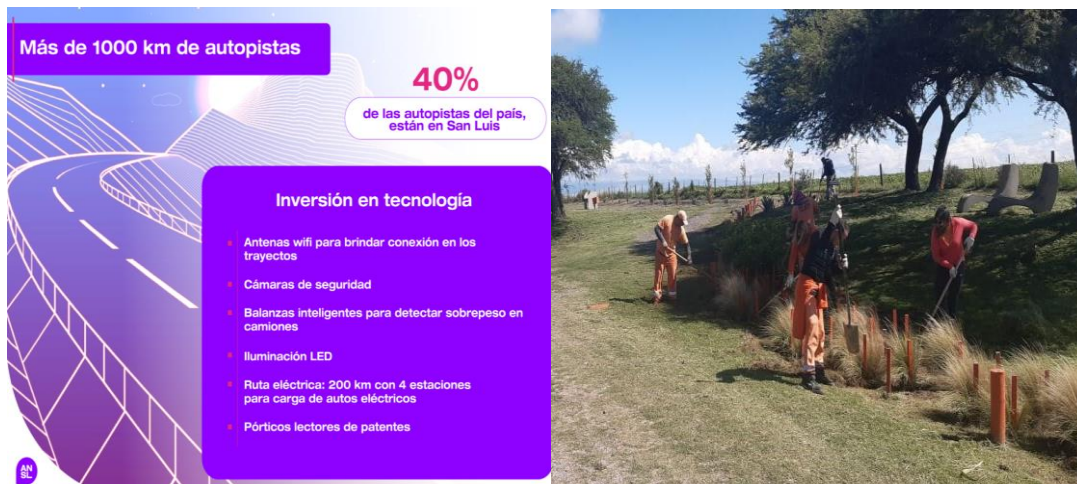 Más de 1000 km de autopistas
40%
de las autopistas del país,
están en San Luis
Inversión en tecnología
Antenas wifi para brindar conexión en los
trayectos
Cámaras de seguridad
Balanzas inteligentes para detectar sobrepeso en
camiones
Iluminación LED
Ruta eléctrica: 200 km con 4 estaciones
para carga de autos eléctricos
Pórticos lectores de patentes
AN
SL